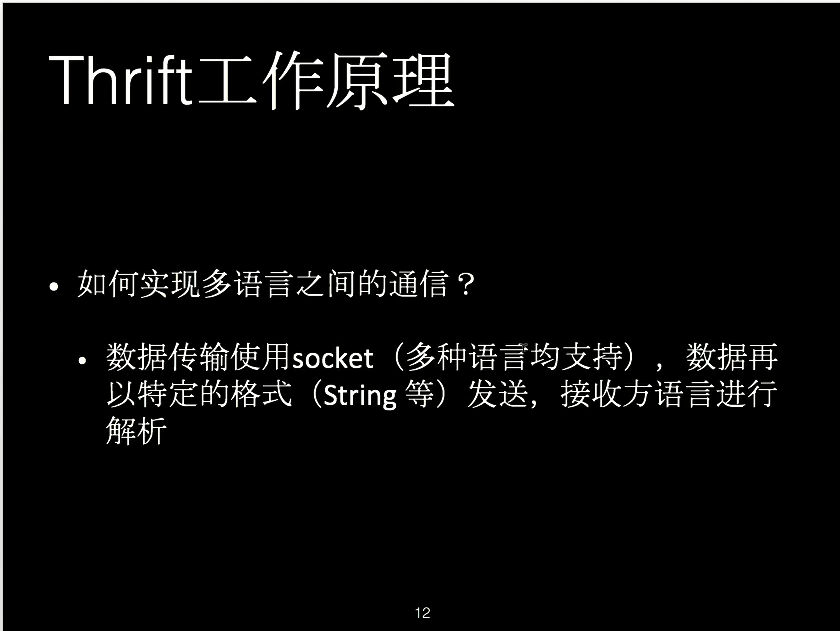 Thrift工作原理
• 如何实现多语言之间的通信？
• 数据传输使用socket（多种语言均支持），数据再
以特定的格式（String 等）发送，接收方语言进行
解析
12